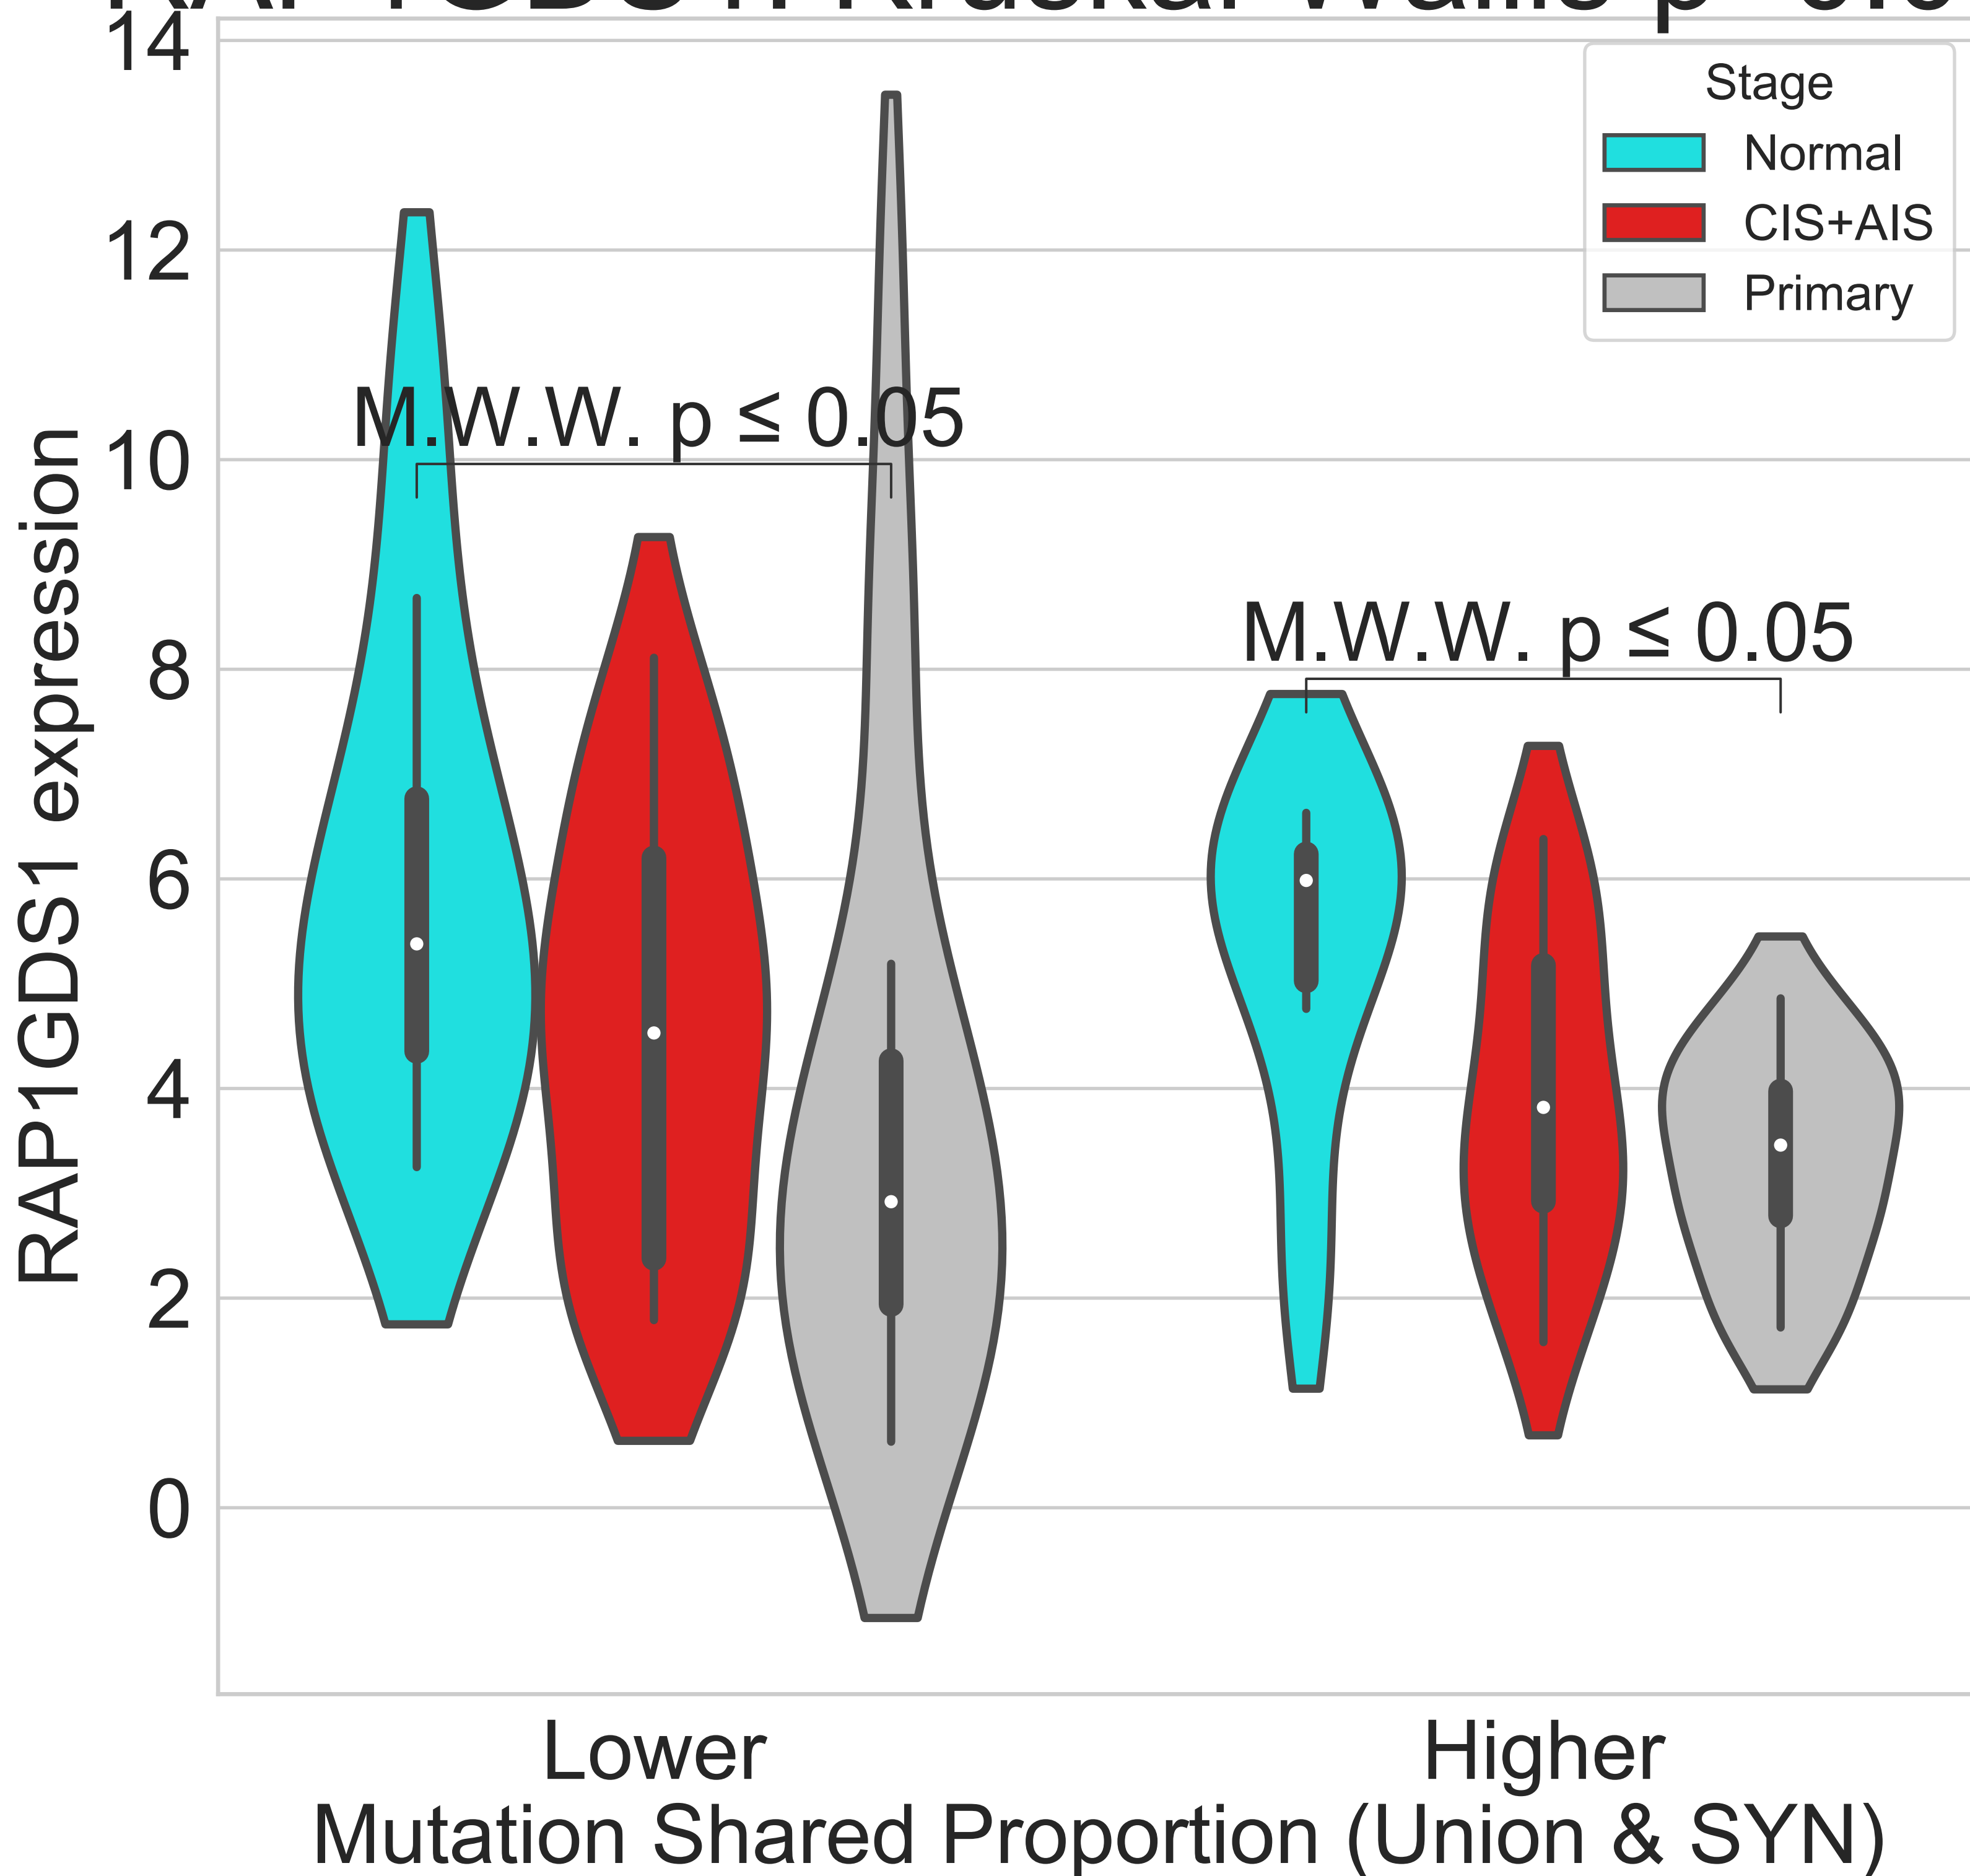 14
12
10
8
6
4
2
0
RAP1GDS1 expression
Stage
Normal
CIS+AIS
Primary
M.W.W. p ≤ 0.05
M.W.W. p ≤ 0.05
Lower
Higher
Mutation Shared Proportion (Union & SYN)